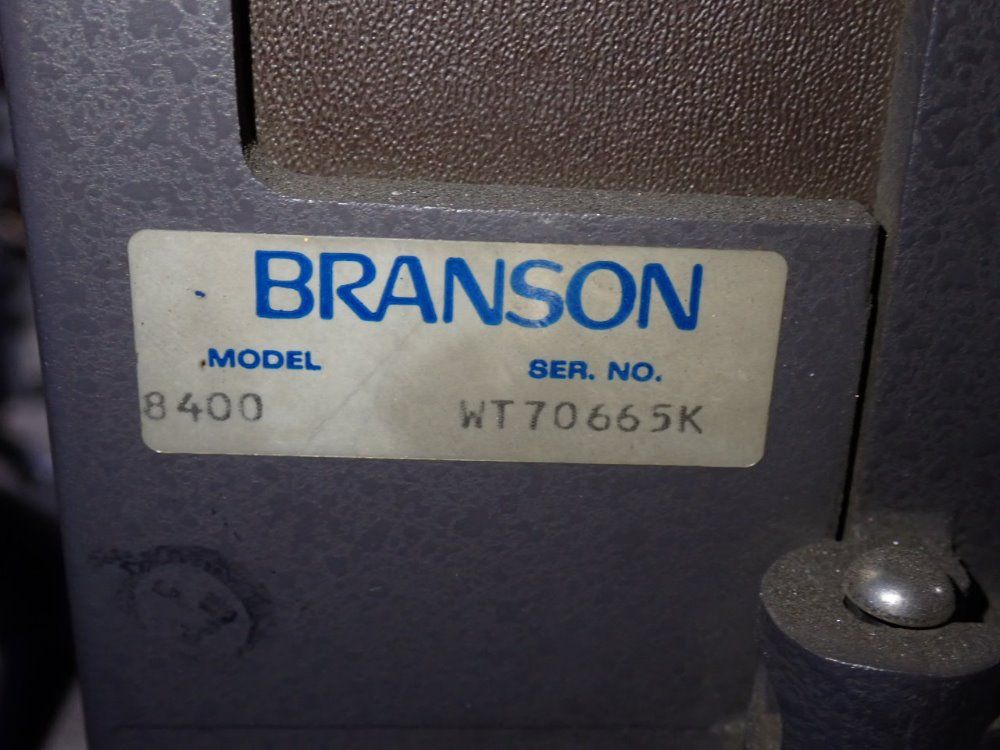 BRANSON
MODEL SER. NO.
8400 WT70665K